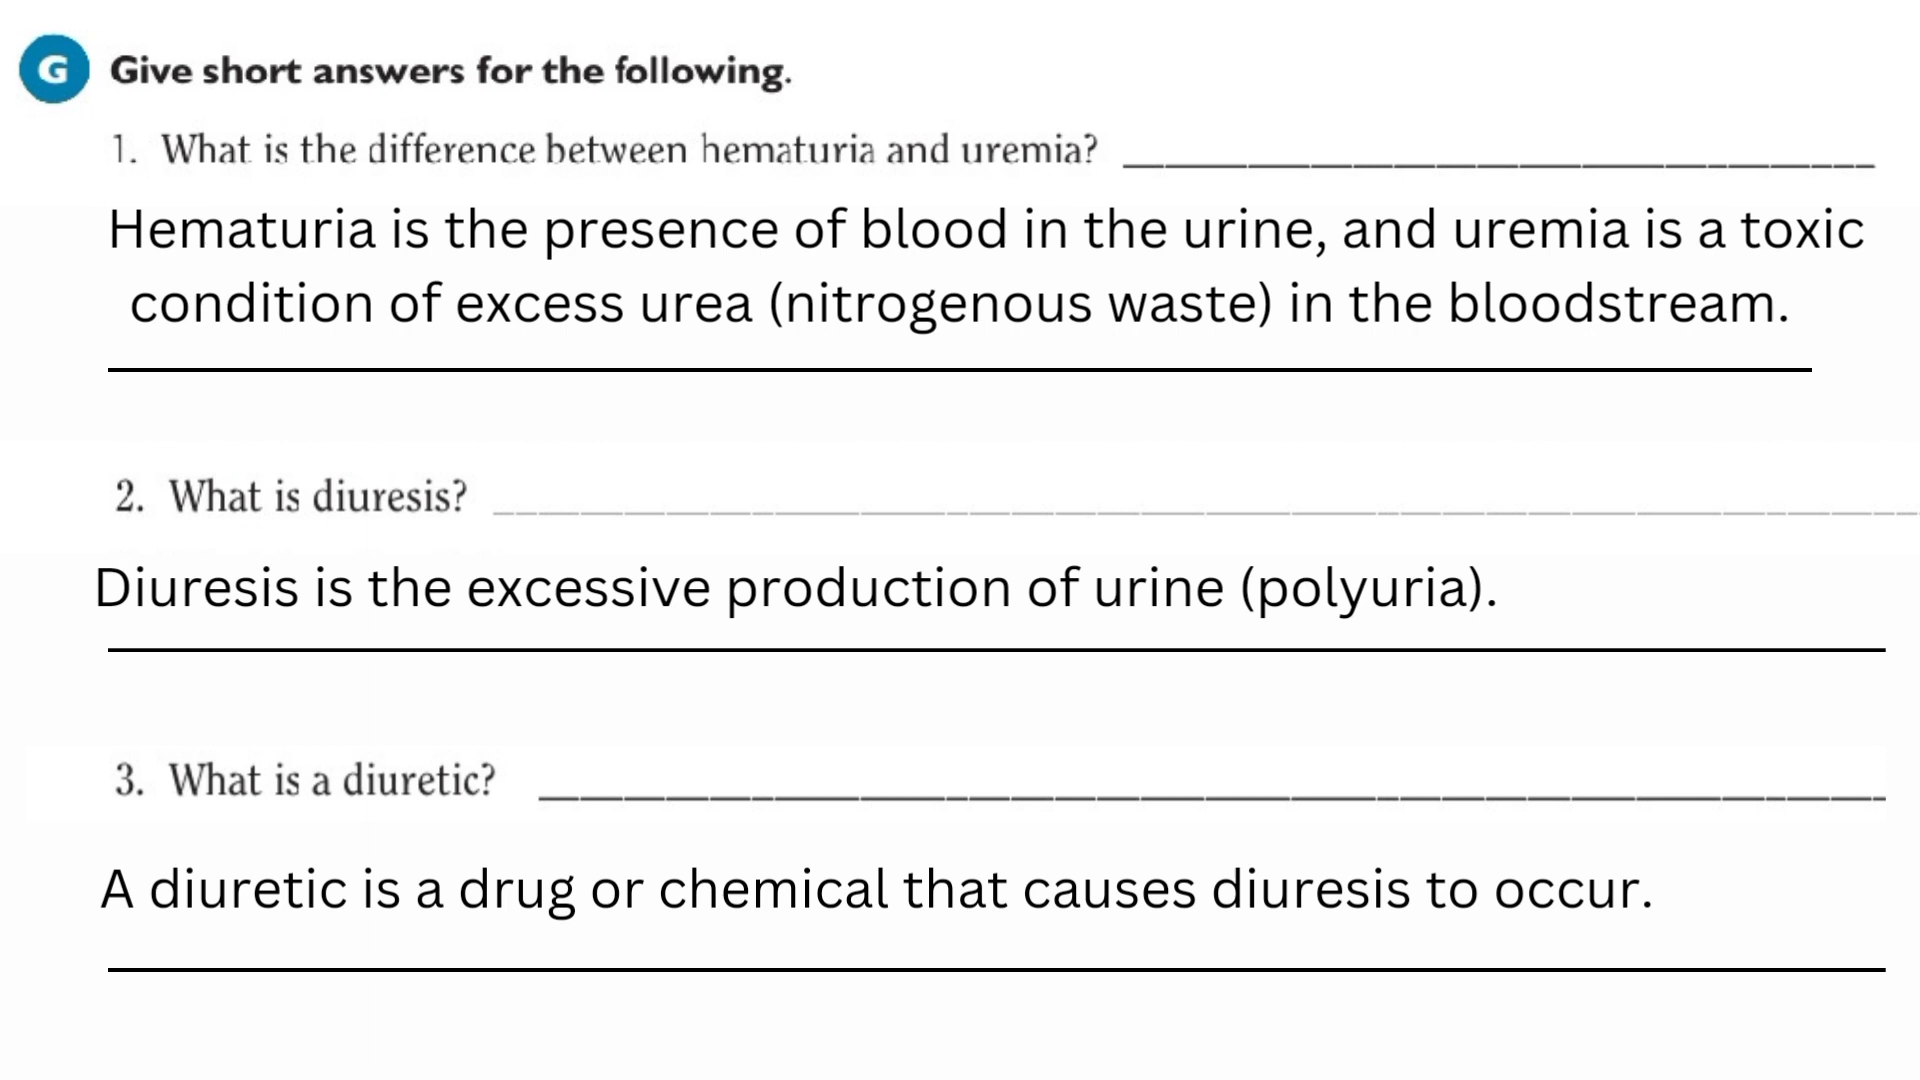 G Give short answers for the following.
1. What is the difference between hematuria and uremia?
Hematuria is the presence of blood in the urine, and uremia is a toxic
condition of excess urea (nitrogenous waste) in the bloodstream.
2. What is diuresis?
Diuresis is the excessive production of urine (polyuria).
3. What is a diuretic?
A diuretic is a drug or chemical that causes diuresis to occur.